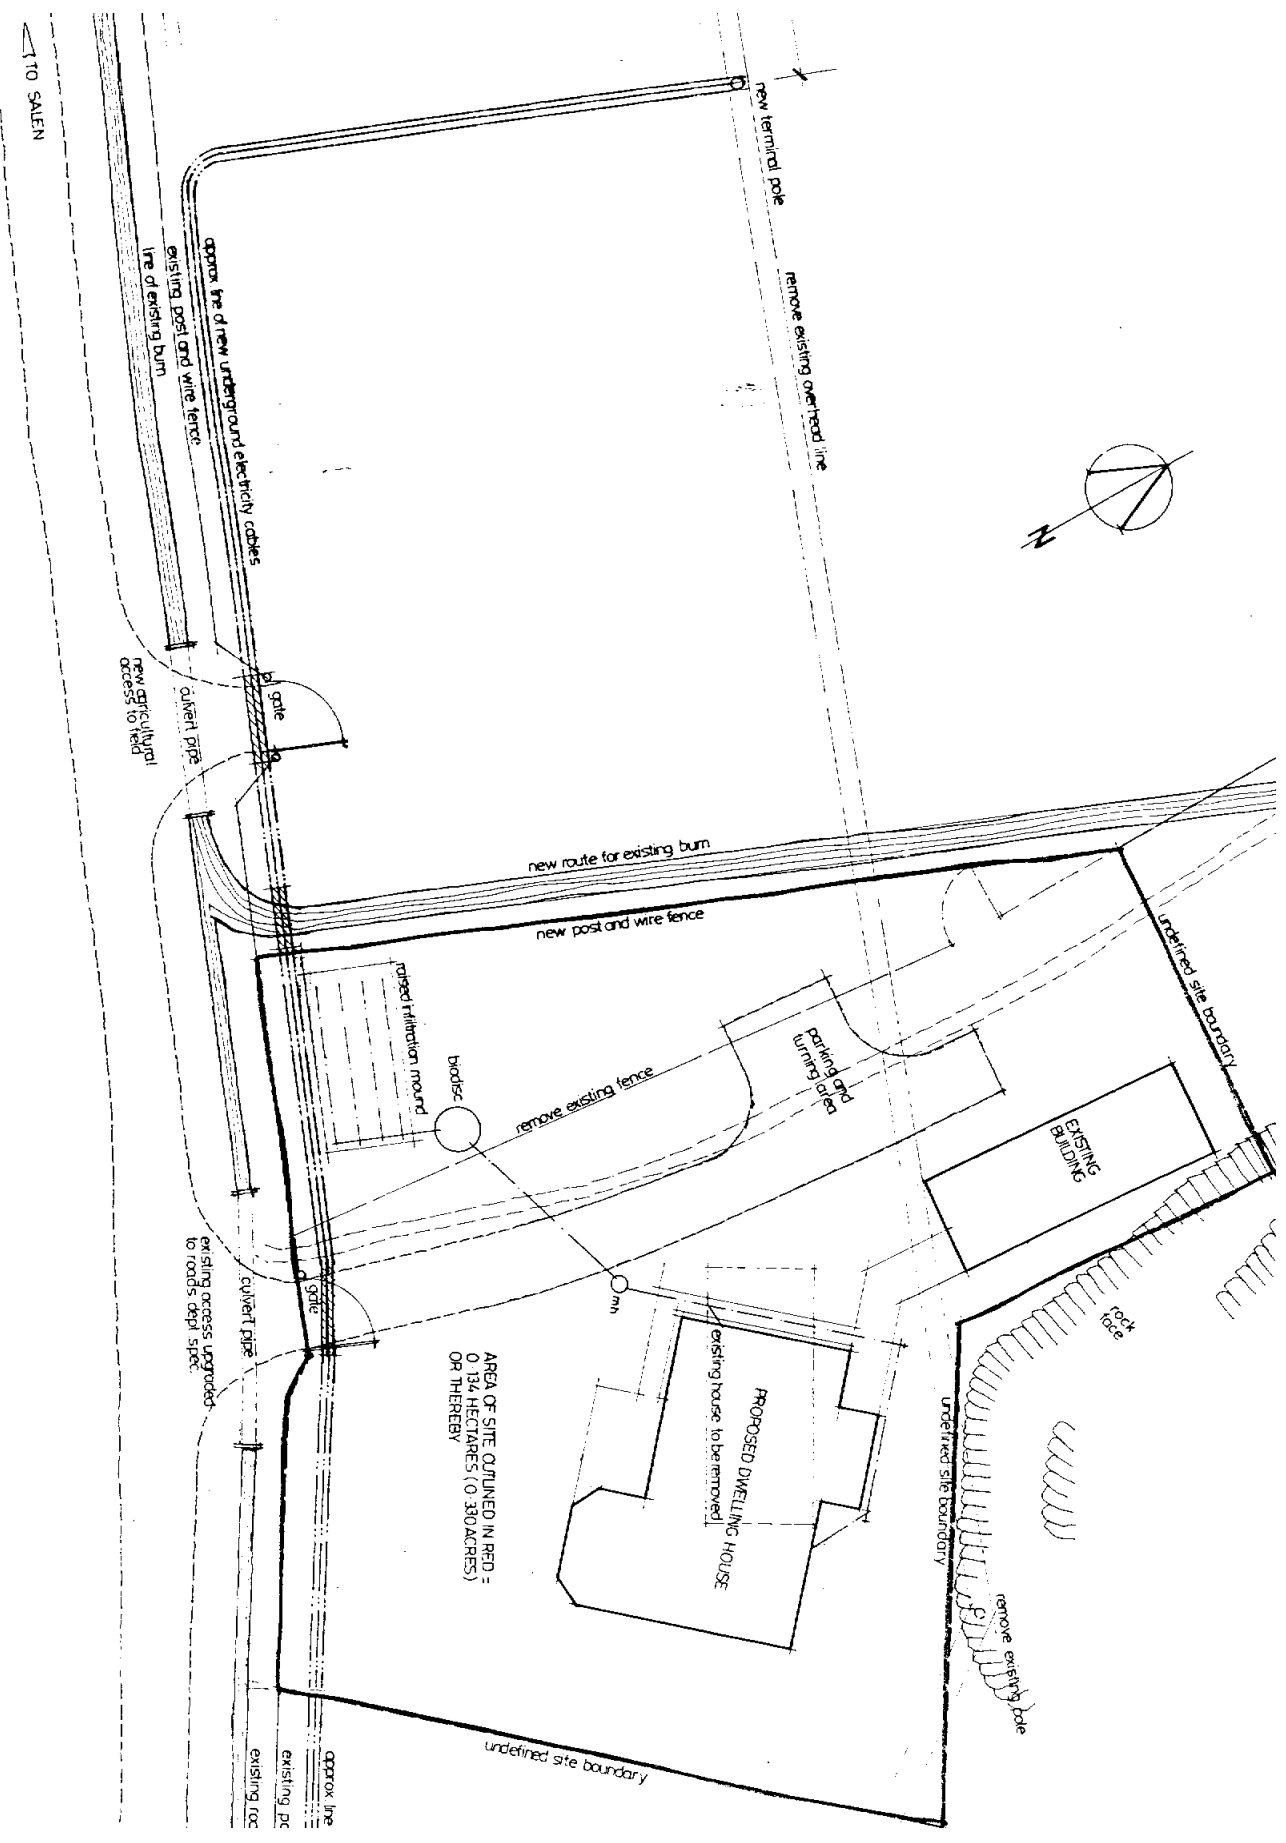 TO SALEN
new terminal pole
remove existing overhead line
approx line of new underground electricity cables
existing post and wire fence
line of existing burn
N
new agricultural
access to field
culvert pipe
gate
new route for existing burn
new post and wire fence
undefined site boundary
raised infiltration mound
biodisc
remove existing fence
parking and
turning area
EXISTING
BUILDING
rock
face
existing access upgraded
to roads dept spec.
culvert pipe
gate
mh
existing house to be removed
PROPOSED DWELLING HOUSE
AREA OF SITE OUTLINED IN RED =
0·134 HECTARES (0·330 ACRES)
OR THEREBY
undefined site boundary
remove existing pole
undefined site boundary
approx line
existing po
existing roa